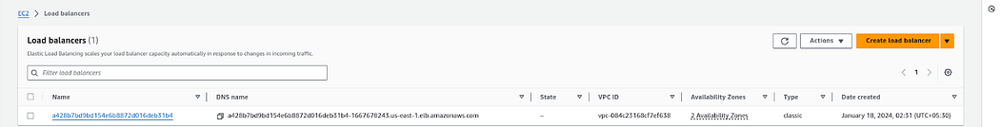 EC2 > Load balancers
Load balancers (1)
Actions
Create load balancer
Elastic Load Balancing scales your load balancer capacity automatically in response to changes in incoming traffic.
Filter load balancers
1
Name DNS name State VPC ID Availability Zones Type Date created
a428b7bd9bd154e6b8872d016deb31b4 a428b7bd9bd154e6b8872d016deb31b4-1667678243.us-east-1.elb.amazonaws.com – vpc-084c23168cf7ef638 2 Availability Zones classic January 18, 2024, 02:31 (UTC+05:30)